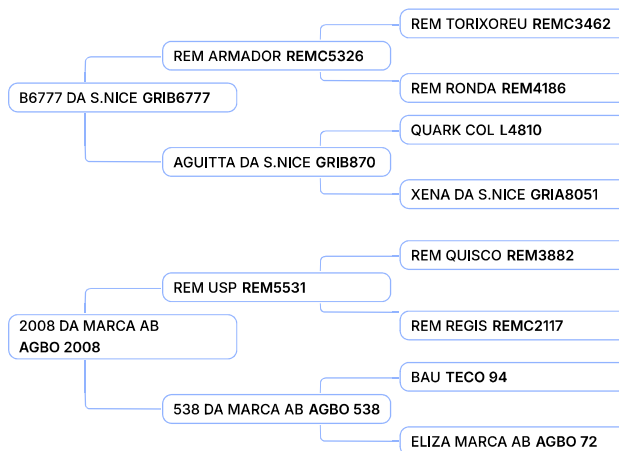 REM TORIXOREU REMC3462
REM ARMADOR REMC5326
REM RONDA REM4186
B6777 DA S.NICE GRIB6777
QUARK COL L4810
AGUITTA DA S.NICE GRIB870
XENA DA S.NICE GRIA8051
REM QUISCO REM3882
REM USP REM5531
REM REGIS REMC2117
2008 DA MARCA AB
AGBO 2008
BAU TECO 94
538 DA MARCA AB AGBO 538
ELIZA MARCA AB AGBO 72